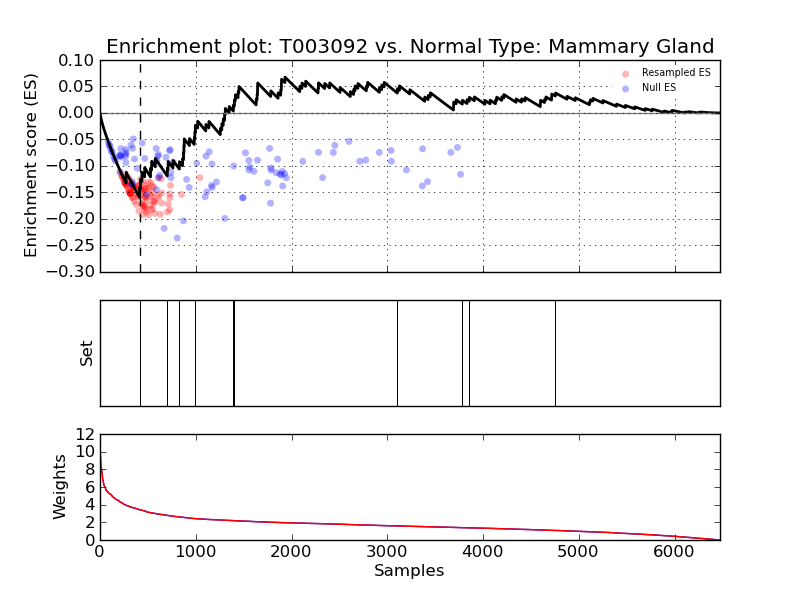 Enrichment plot: T003092 vs. Normal Type: Mammary Gland
Enrichment score (ES)
0.10
0.05
0.00
−0.05
−0.10
−0.15
−0.20
−0.25
−0.30
Resampled ES
Null ES
Set
Weights
12
10
8
6
4
2
0
0 1000 2000 3000 4000 5000 6000
Samples